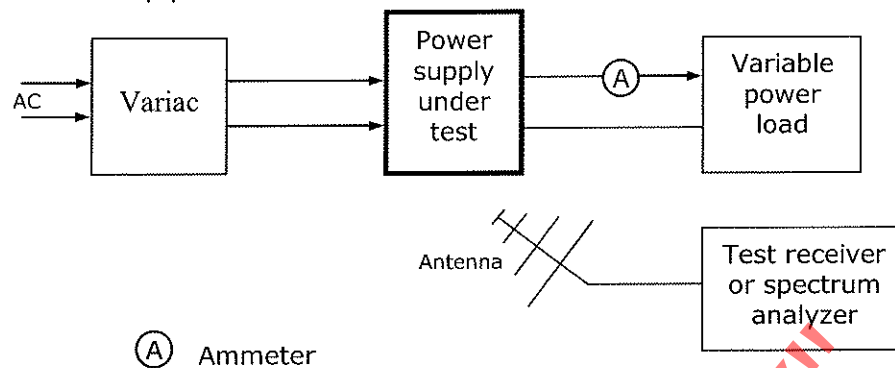 AC
Variac
Power
supply
under
test
A
Variable
power
load
Antenna
Test receiver
or spectrum
analyzer
A Ammeter